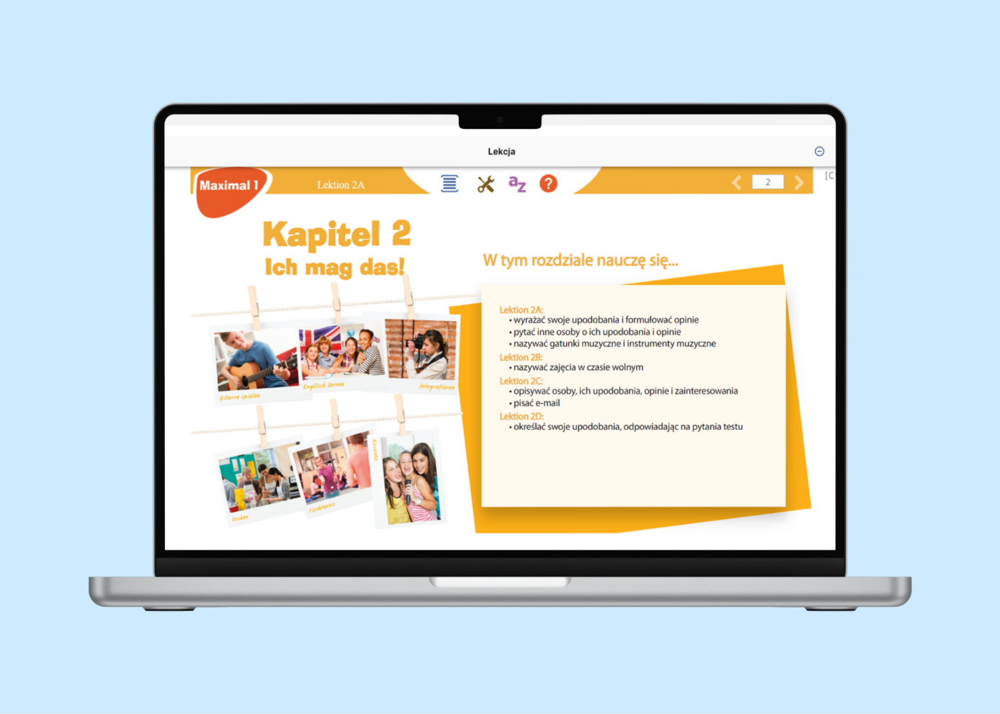 Lekcja
Maximal 1
Lektion 2A
az
?
2
[C
Kapitel 2
Ich mag das!
W tym rozdziale nauczę się...
Lektion 2A:
• wyrażać swoje upodobania i formułować opinie
• pytać inne osoby o ich upodobania i opinie
• nazywać gatunki muzyczne i instrumenty muzyczne
Lektion 2B:
• nazywać zajęcia w czasie wolnym
Lektion 2C:
• opisywać osoby, ich upodobania, opinie i zainteresowania
• pisać e-mail
Lektion 2D:
• określać swoje upodobania, odpowiadając na pytania testu
Gitarre spielen
Englisch lernen
fotografieren
kochen
Tischtennis
Karaoke